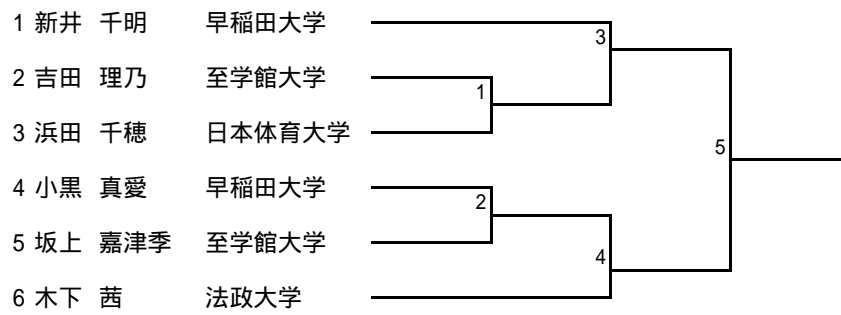 1 新井 千明 早稲田大学
3
2 吉田 理乃 至学館大学
1
3 浜田 千穂 日本体育大学
5
4 小黒 真愛 早稲田大学
2
5 坂上 嘉津季 至学館大学
4
6 木下 茜 法政大学